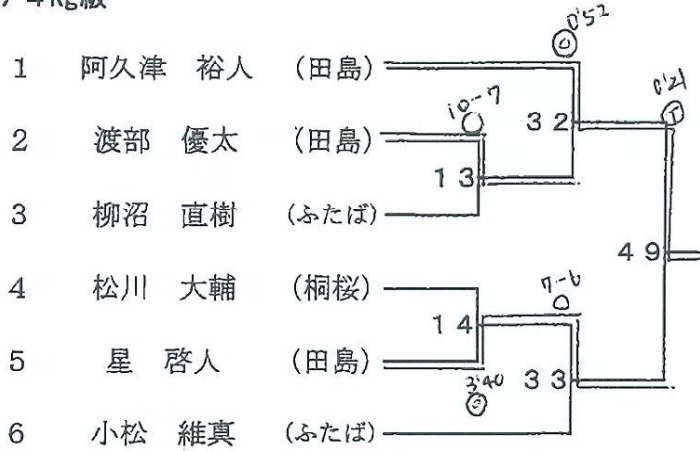 74kg級
0'52
1 阿久津 裕人 (田島)
0'21
10-7
32
2 渡部 優太 (田島)
13
3 柳沼 直樹 (ふたば)
49
4 松川 大輔 (桐桜)
7-6
14
5 星 啓人 (田島)
3'40
33
6 小松 維真 (ふたば)